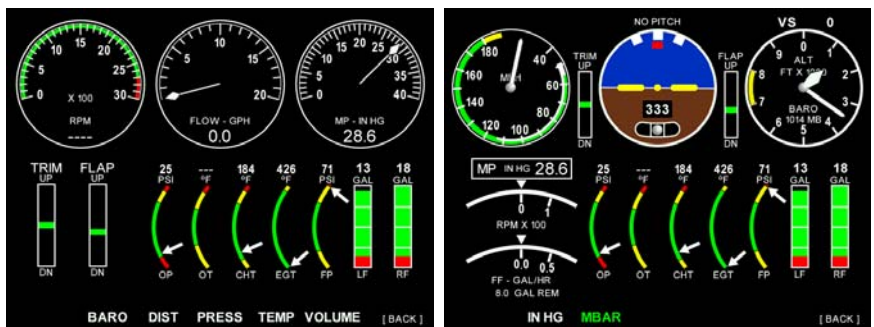 0 5 10 15 20 25 30
X 100
RPM
----
0 5 10 15 20
FLOW - GPH
0.0
0 5 10 15 20 25 30 35 40
MP - IN HG
28.6
TRIM FLAP
UP UP
DN DN
25 --- 184 426 71 13 18
PSI °F °F °F PSI GAL GAL
OP OT CHT EGT FP LF RF
BARO DIST PRESS TEMP VOLUME [BACK]
NO PITCH VS 0
40 60 80 100 120 140 160 180
MPH
TRIM
UP
DN
333
FLAP
UP
DN
0 1 2 3 4 5 6 7 8 9
ALT
FT X 1000
BARO
1014 MB
MP IN HG 28.6
0 1
RPM X 100
0.0 0.5
FF - GAL/HR
8.0 GAL REM
25 --- 184 426 71 13 18
PSI °F °F °F PSI GAL GAL
OP OT CHT EGT FP LF RF
IN HG MBAR [BACK]